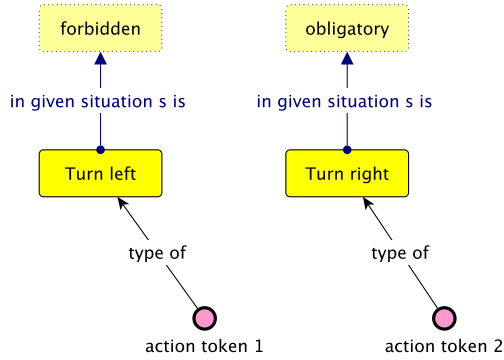 forbidden
obligatory
in given situation s is
in given situation s is
Turn left
Turn right
type of
type of
action token 1
action token 2